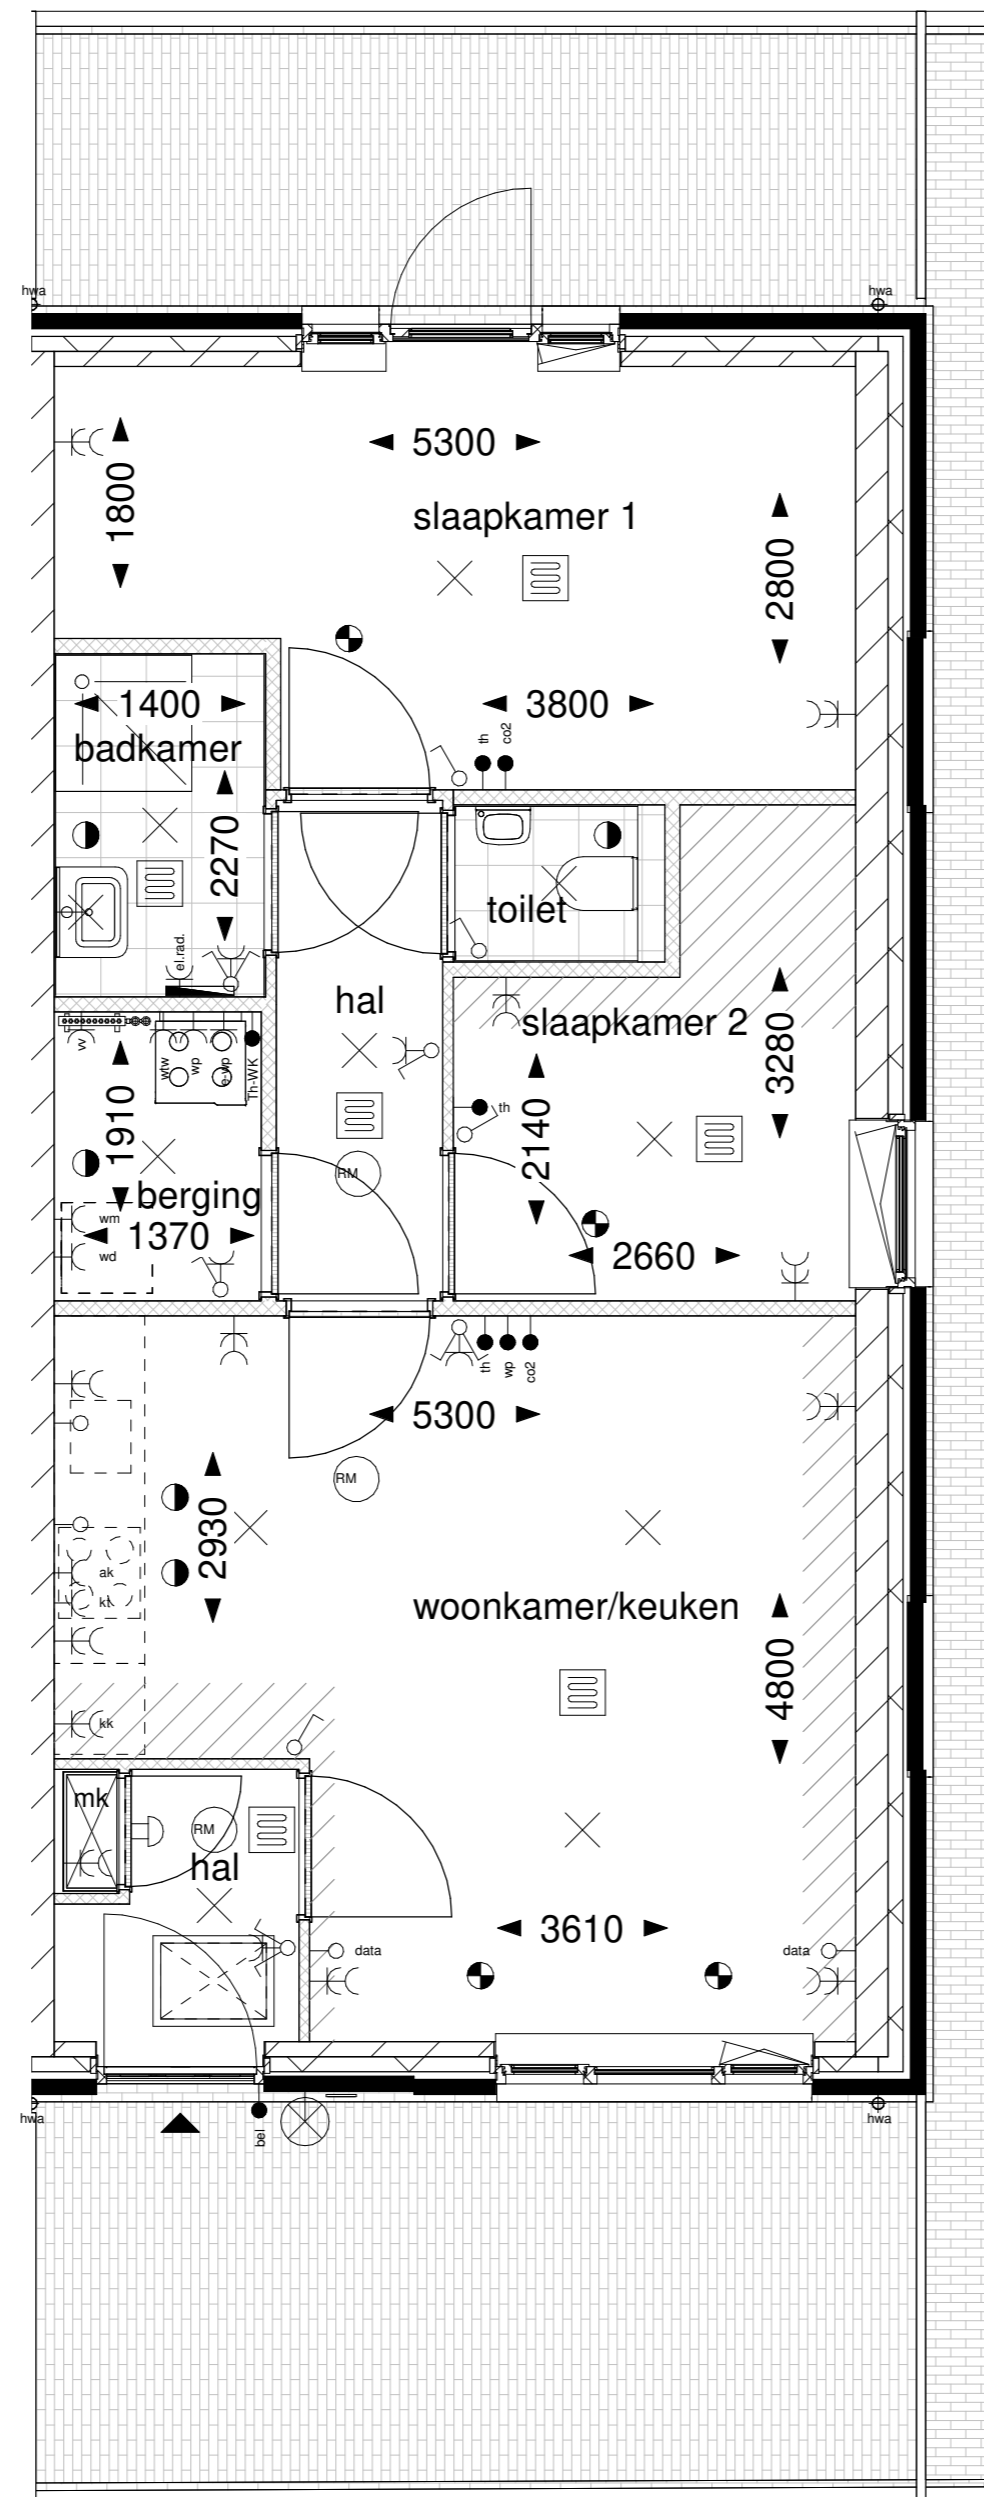 hwa
hwa
5300
1800
slaapkamer 1
2800
1400
3800
badkamer
th
co2
2270
toilet
el.rad.
hal
slaapkamer 2
3280
vv
wtw
wp
e-wp
Th-WK
1910
th
2140
RM
berging
wm
1370
wd
2660
th
wp
co2
5300
RM
2930
ak
kt
woonkamer/keuken
4800
kk
mk
RM
hal
3610
data
data
hwa
bel
hwa